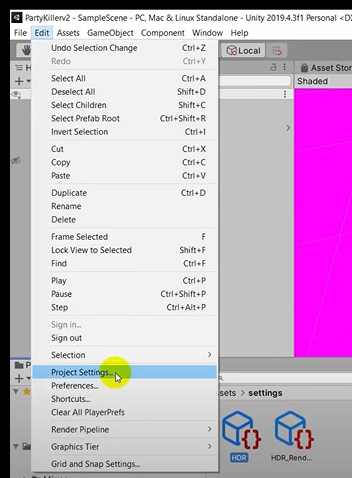 PartyKillerv2 - SampleScene - PC, Mac & Linux Standalone - Unity 2019.4.3f1 Personal <D
File Edit Assets GameObject Component Window Help
Local
Asset Stor
Shaded
Undo Selection Change Ctrl+Z
Redo Ctrl+Y
Select All Ctrl+A
Deselect All Shift+D
Select Children Shift+C
Select Prefab Root Ctrl+Shift+R
Invert Selection Ctrl+I
Cut Ctrl+X
Copy Ctrl+C
Paste Ctrl+V
Duplicate Ctrl+D
Rename
Delete
Frame Selected F
Lock View to Selected Shift+F
Find Ctrl+F
Play Ctrl+P
Pause Ctrl+Shift+P
Step Ctrl+Alt+P
Sign in...
Sign out
Selection
Project Settings...
Preferences...
Shortcuts...
Clear All PlayerPrefs
Render Pipeline
Graphics Tier
Grid and Snap Settings...
sets > settings
HDR HDR_Rend...